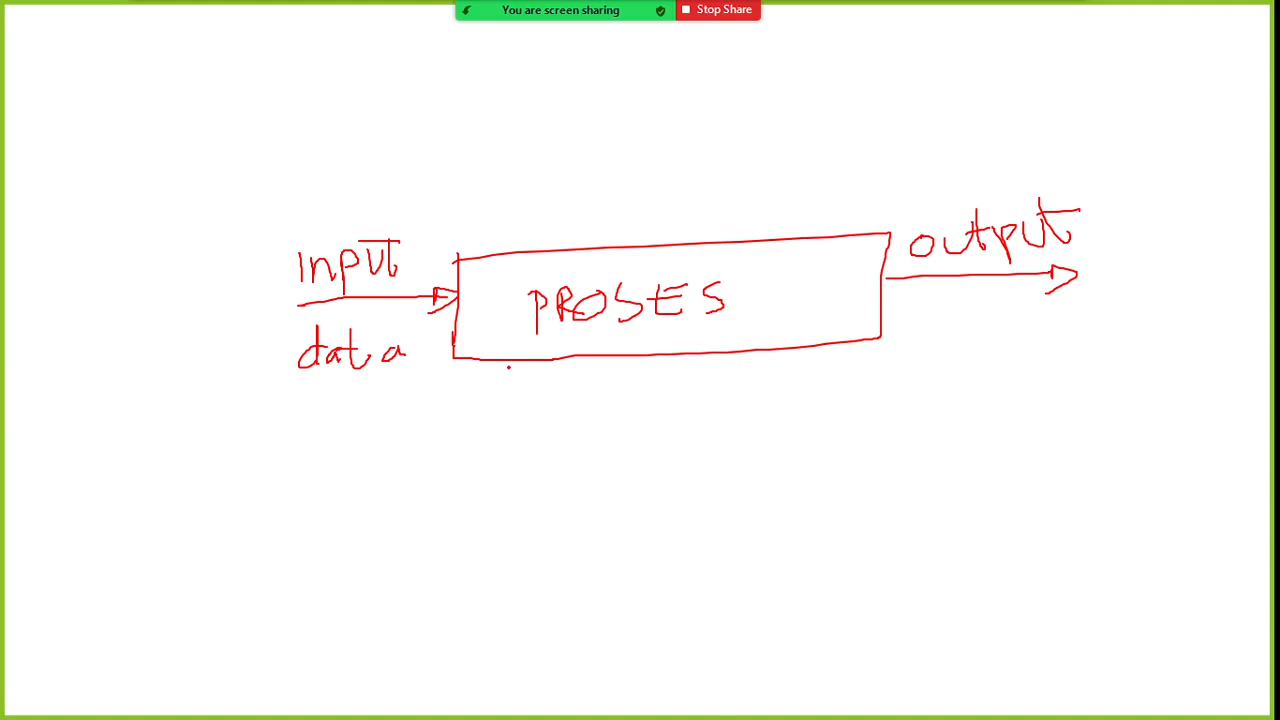 You are screen sharing
Stop Share
input
data
PROSES
output